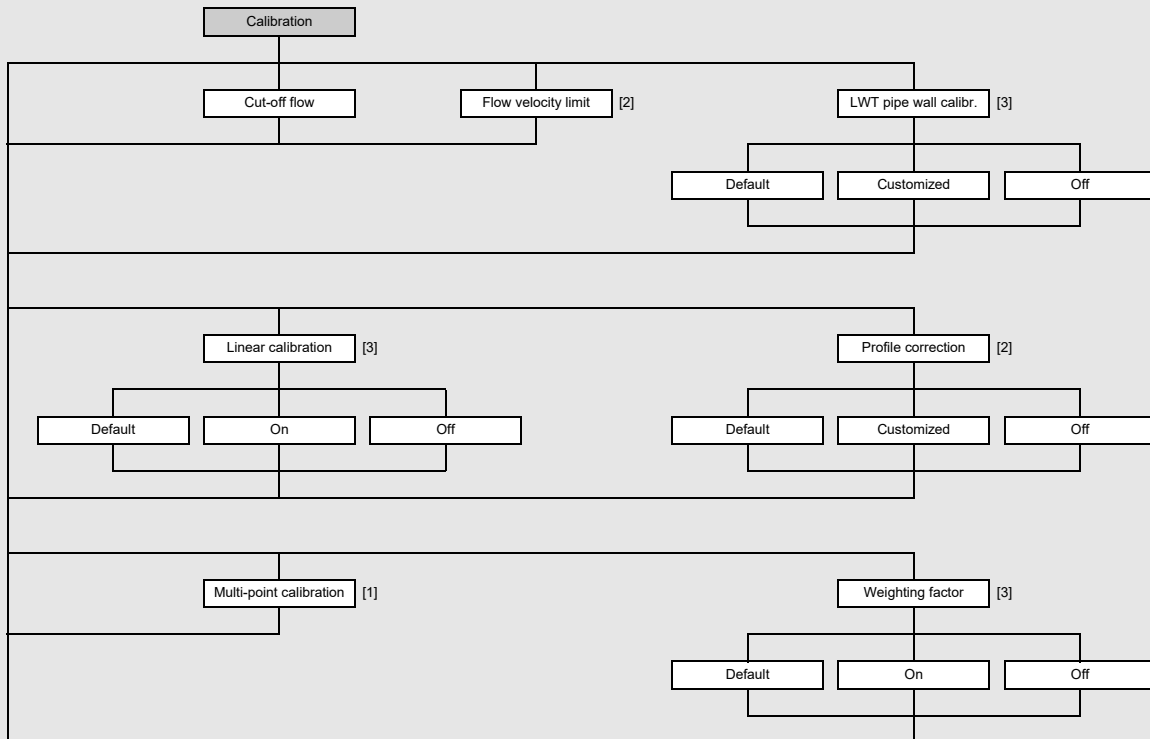 Calibration
Cut-off flow
Flow velocity limit [2]
LWT pipe wall calibr. [3]
Default
Customized
Off
Linear calibration [3]
Profile correction [2]
Default
On
Off
Default
Customized
Off
Multi-point calibration [1]
Weighting factor [3]
Default
On
Off